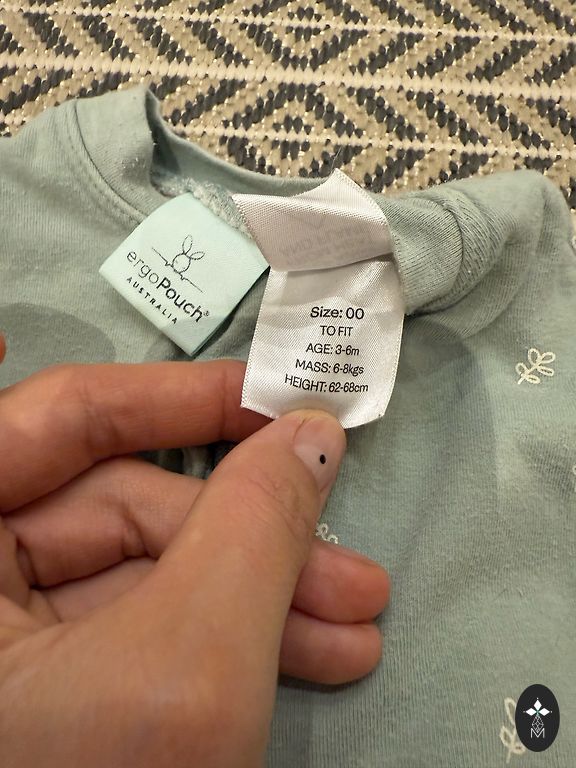 ergoPouch®
AUSTRALIA
Size: 00
TO FIT
AGE: 3-6m
MASS: 6-8kgs
HEIGHT: 62-68cm
M